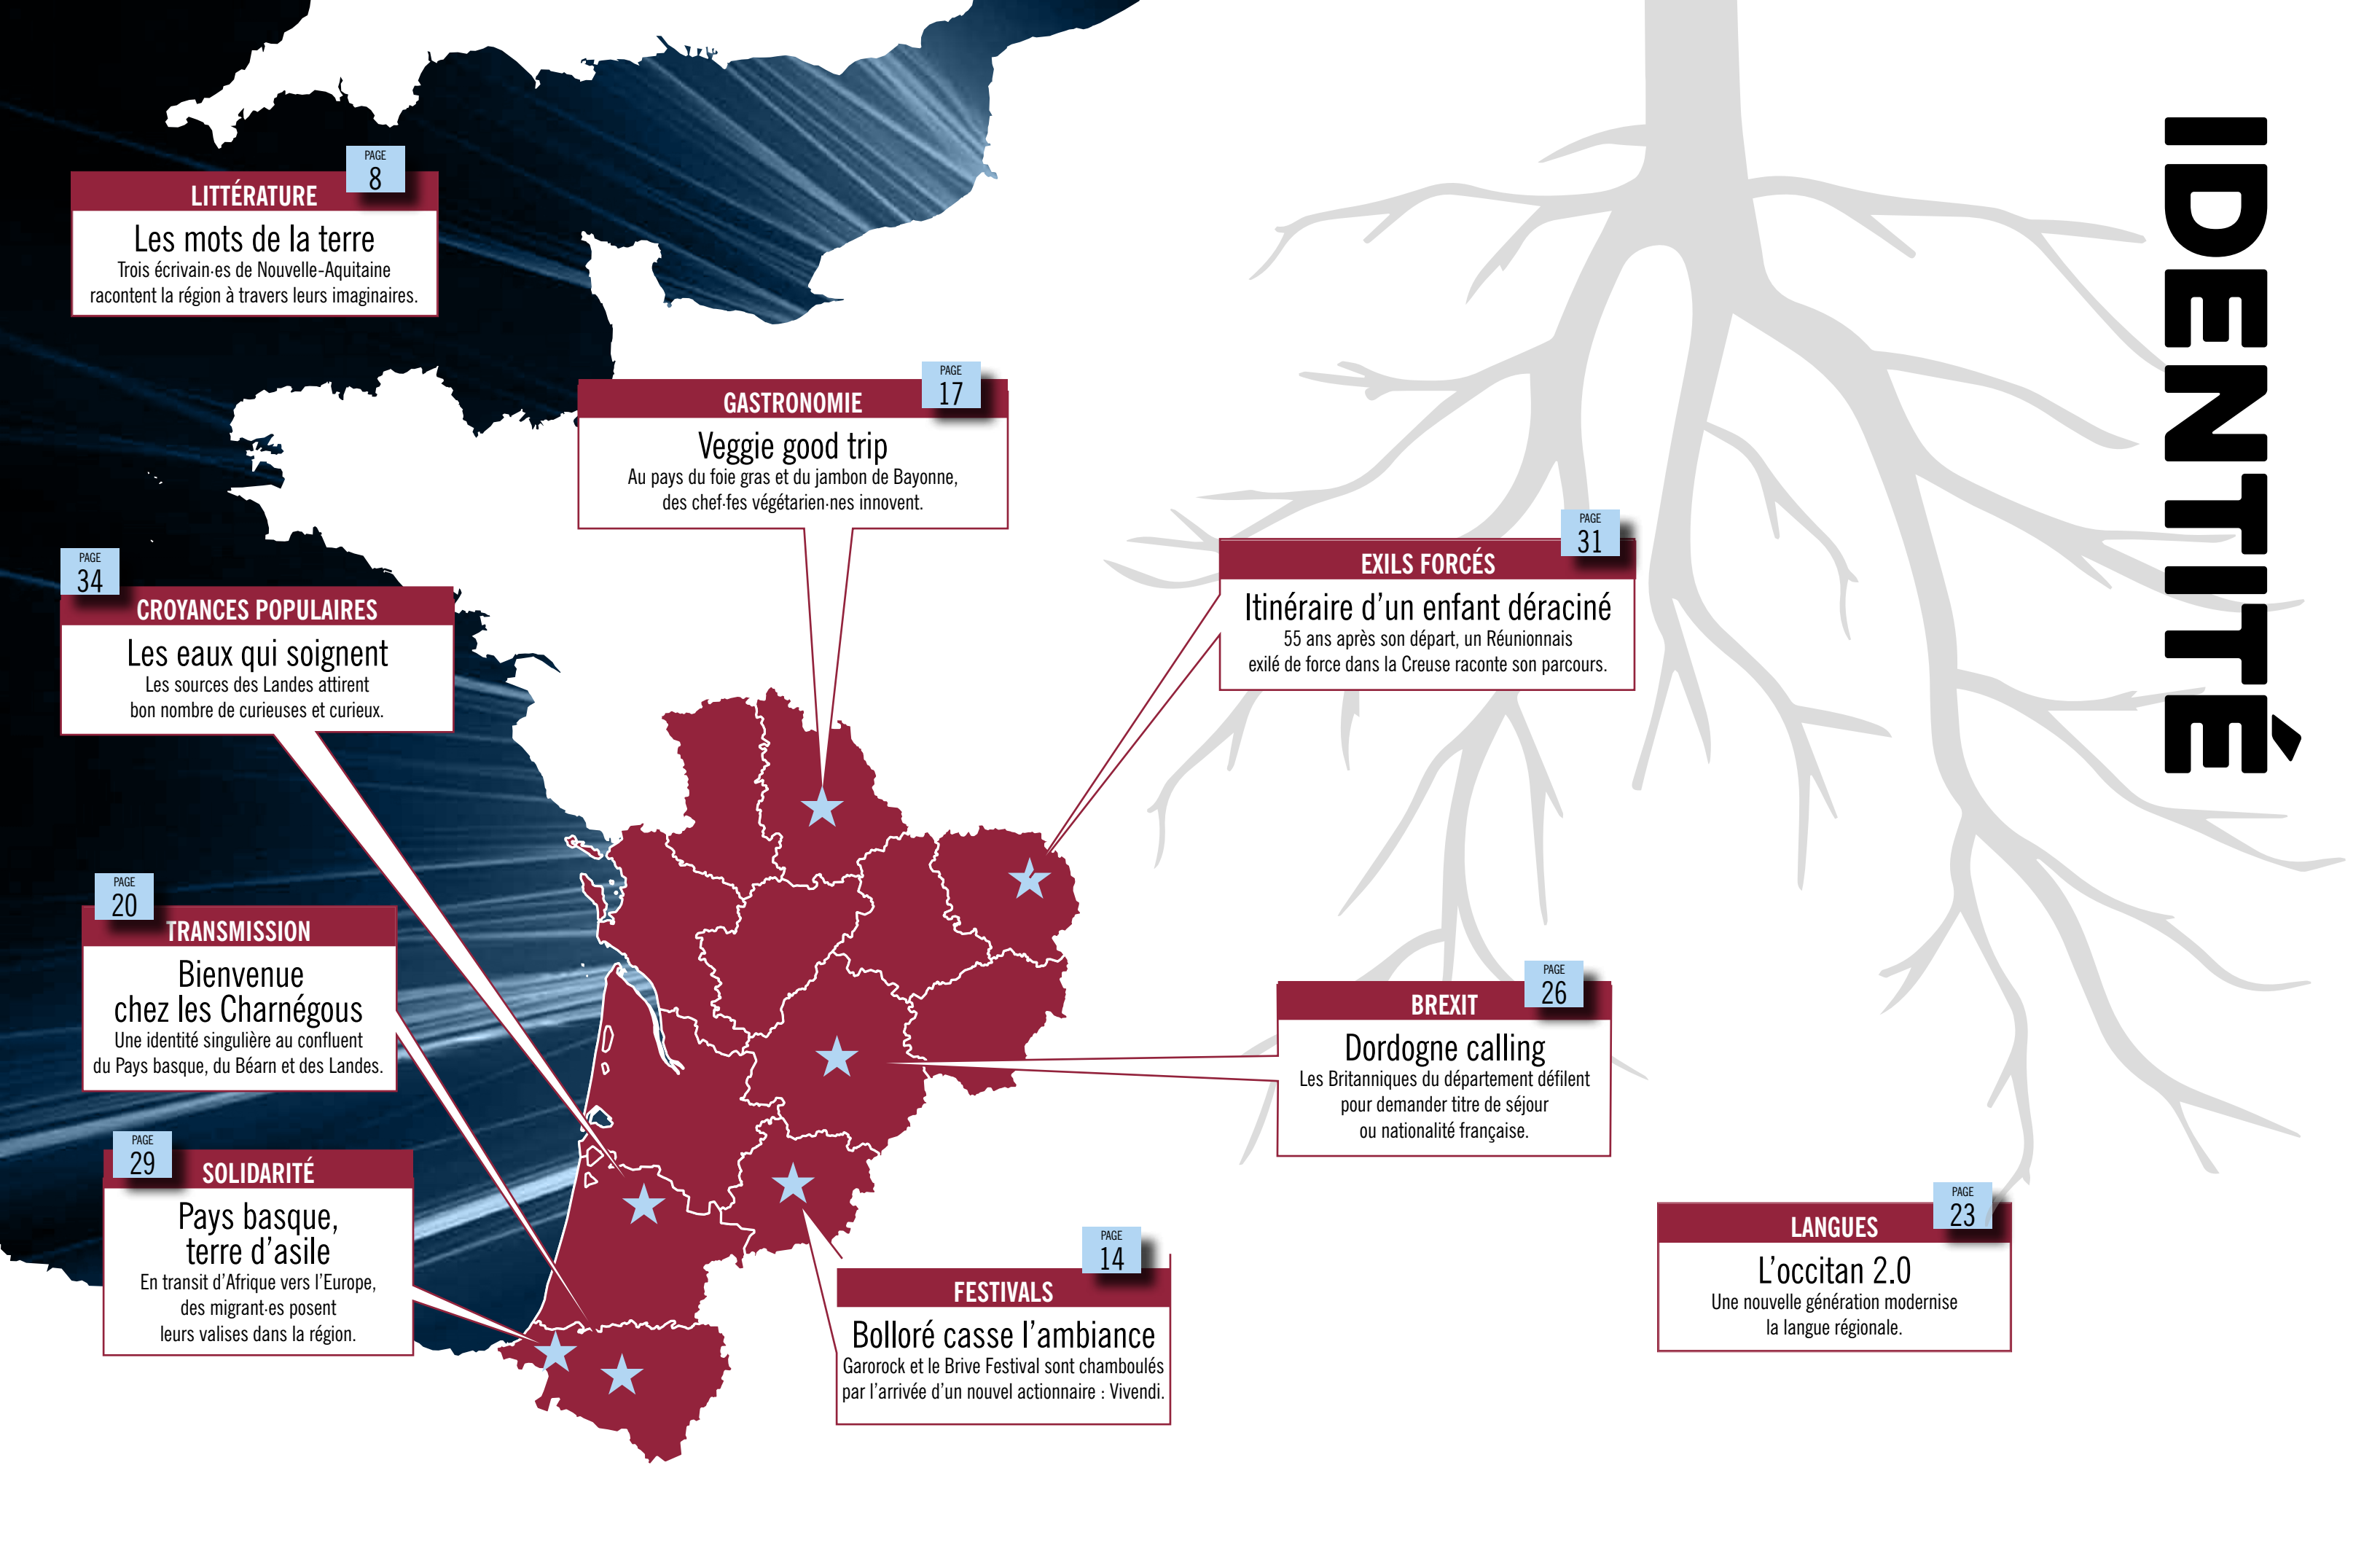 IDENTITÉ
PAGE
8
LITTÉRATURE
Les mots de la terre
Trois écrivain·es de Nouvelle-Aquitaine
racontent la région à travers leurs imaginaires.
PAGE
17
GASTRONOMIE
Veggie good trip
Au pays du foie gras et du jambon de Bayonne,
des chef·fes végétarien·nes innovent.
PAGE
31
EXILS FORCÉS
Itinéraire d’un enfant déraciné
55 ans après son départ, un Réunionnais
exilé de force dans la Creuse raconte son parcours.
PAGE
34
CROYANCES POPULAIRES
Les eaux qui soignent
Les sources des Landes attirent
bon nombre de curieuses et curieux.
PAGE
20
TRANSMISSION
Bienvenue
chez les Charnégous
Une identité singulière au confluent
du Pays basque, du Béarn et des Landes.
PAGE
26
BREXIT
Dordogne calling
Les Britanniques du département défilent
pour demander titre de séjour
ou nationalité française.
PAGE
29
SOLIDARITÉ
Pays basque,
terre d’asile
En transit d’Afrique vers l’Europe,
des migrant·es posent
leurs valises dans la région.
PAGE
14
FESTIVALS
Bolloré casse l’ambiance
Garorock et le Brive Festival sont chamboulés
par l’arrivée d’un nouvel actionnaire : Vivendi.
PAGE
23
LANGUES
L’occitan 2.0
Une nouvelle génération modernise
la langue régionale.